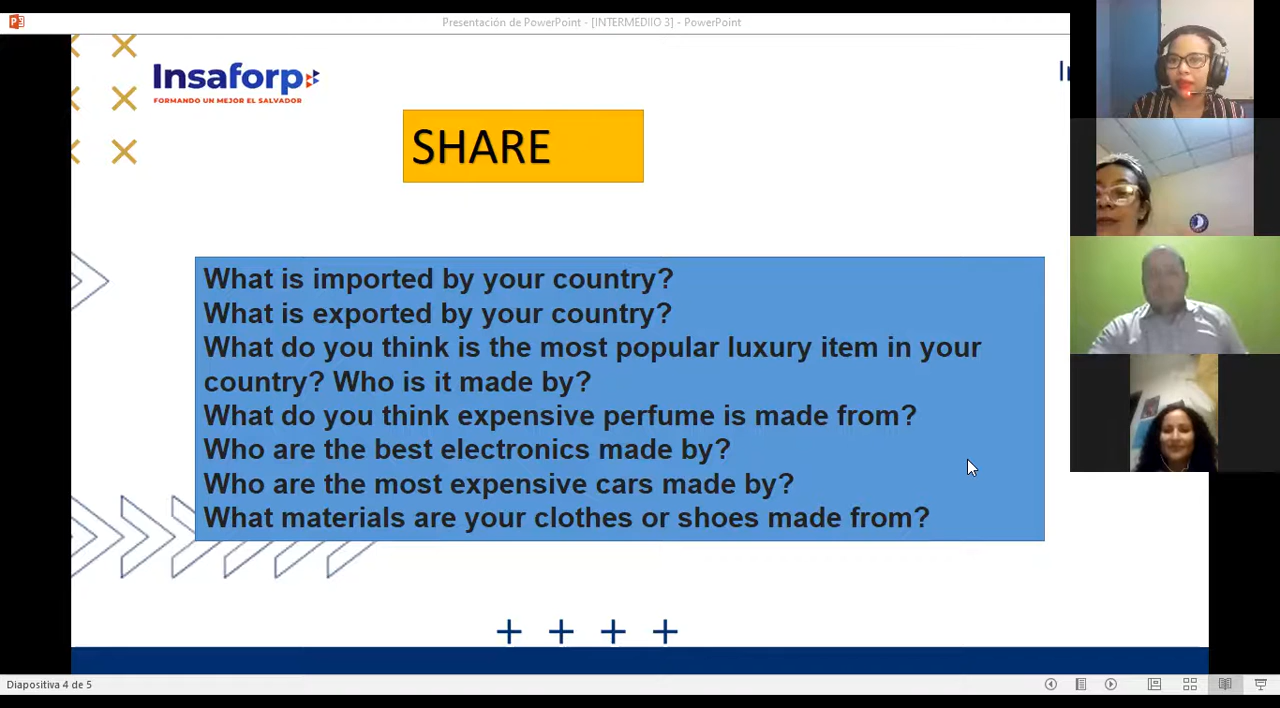 Presentación de PowerPoint - [INTERMEDIIO 3] - PowerPoint
Insaforp
FORMANDO UN MEJOR EL SALVADOR
SHARE
What is imported by your country?
What is exported by your country?
What do you think is the most popular luxury item in your
country? Who is it made by?
What do you think expensive perfume is made from?
Who are the best electronics made by?
Who are the most expensive cars made by?
What materials are your clothes or shoes made from?
Diapositiva 4 de 5